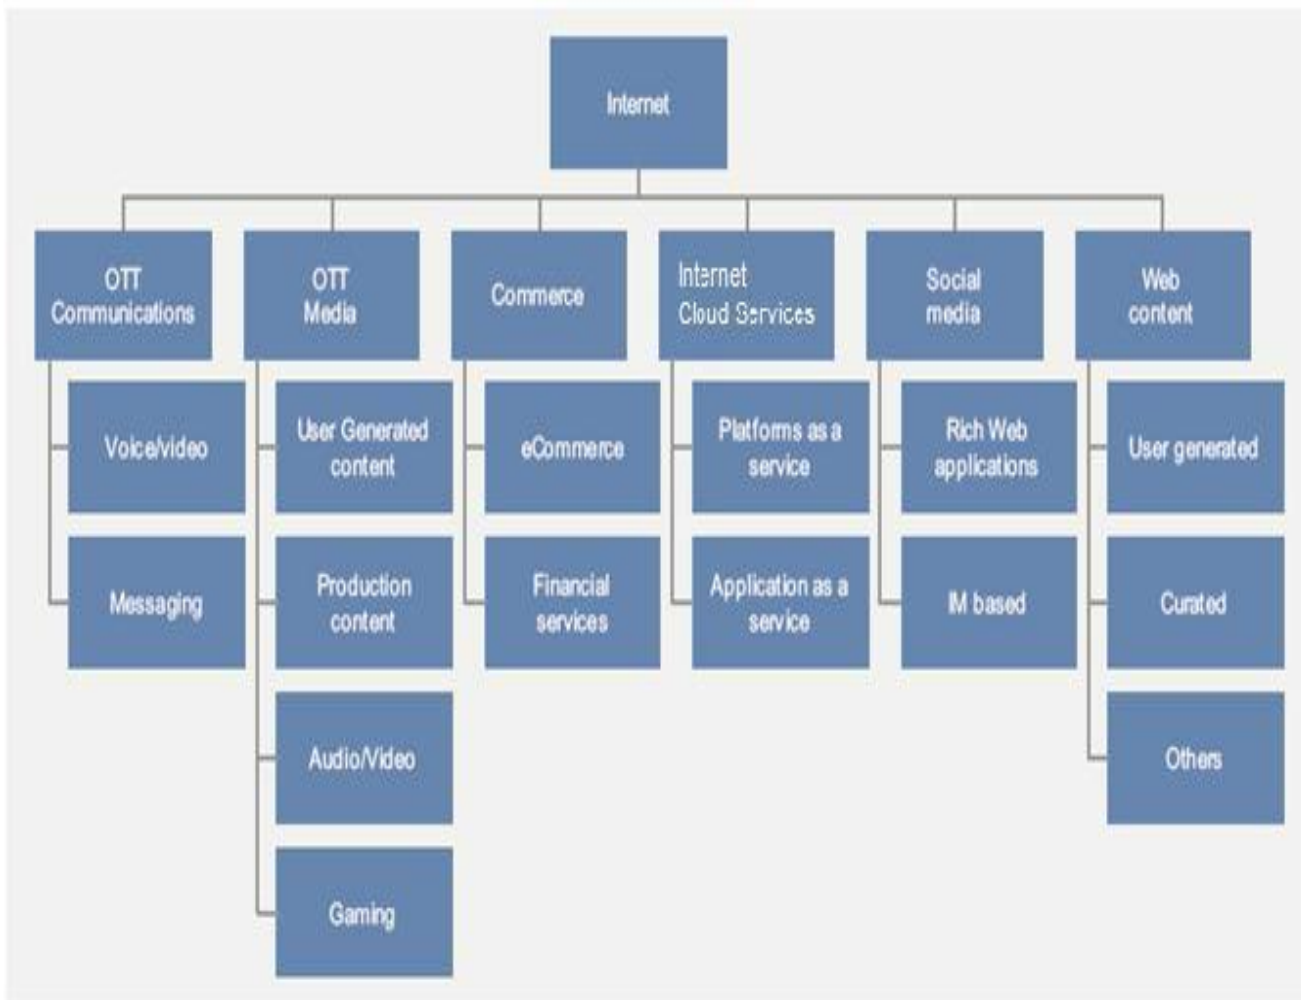 Internet
OTT
Communications
Voice/video
Messaging
OTT
Media
User Generated
content
Production
content
Audio/Video
Gaming
Commerce
eCommerce
Financial
services
Internet
Cloud Services
Platforms as a
service
Application as a
service
Social
media
Rich Web
applications
IM based
Web
content
User generated
Curated
Others